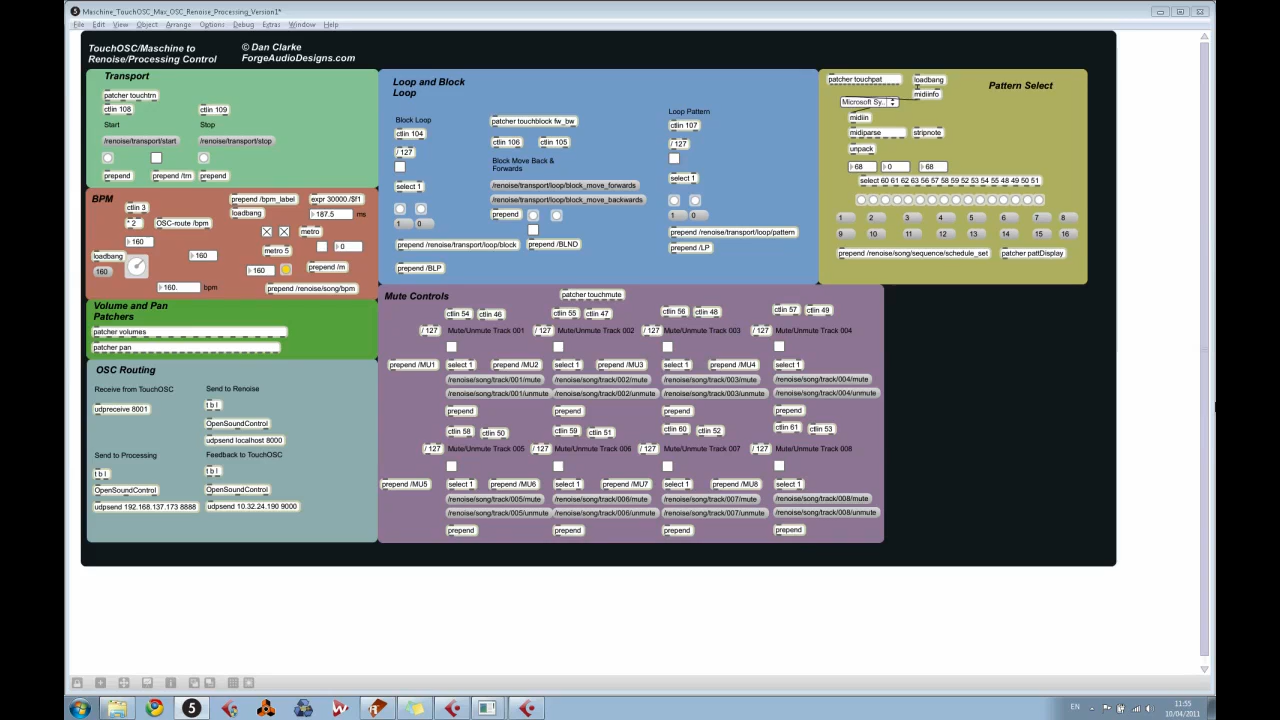 Maschine_TouchOSC_Max_OSC_Renoise_Processing_Version1*
File Edit View Object Arrange Options Debug Extras Window Help
TouchOSC/Maschine to
Renoise/Processing Control
© Dan Clarke
ForgeAudioDesigns.com
Transport
patcher touchtrn
ctlin 108
ctlin 109
Start
Stop
/renoise/transport/start
/renoise/transport/stop
prepend
prepend /tm
prepend
BPM
prepend /bpm_label
expr 30000./$f1
ctlin 3
loadbang
187.5
ms
* 2
OSC-route /bpm
metro
160
metro 5
0
loadbang
160
160
160
prepend /m
160.
bpm
prepend /renoise/song/bpm
Volume and Pan
Patchers
patcher volumes
patcher pan
OSC Routing
Receive from TouchOSC
Send to Renoise
udpreceive 8001
t b l
OpenSoundControl
udpsend localhost 8000
Send to Processing
Feedback to TouchOSC
t b l
t b l
OpenSoundControl
OpenSoundControl
udpsend 192.168.137.173 8888
udpsend 10.32.24.190 9000
Loop and Block
Loop
Block Loop
ctlin 104
/ 127
select 1
1
0
prepend /renoise/transport/loop/block
prepend /BLP
patcher touchblock fw_bw
ctlin 106
ctlin 105
Block Move Back &
Forwards
/renoise/transport/loop/block_move_forwards
/renoise/transport/loop/block_move_backwards
prepend
prepend /BLND
Loop Pattern
ctlin 107
/ 127
select 1
1
0
prepend /renoise/transport/loop/pattern
prepend /LP
Pattern Select
patcher touchpat
loadbang
midiinfo
Microsoft Sy..
midiin
midiparse
stripnote
unpack
68
0
68
select 60 61 62 63 56 57 58 59 52 53 54 55 48 49 50 51
1 2 3 4 5 6 7 8
9 10 11 12 13 14 15 16
prepend /renoise/song/sequence/schedule_set
patcher pattDisplay
Mute Controls
patcher touchmute
ctlin 54 ctlin 46 ctlin 55 ctlin 47 ctlin 56 ctlin 48 ctlin 57 ctlin 49
/ 127 Mute/Unmute Track 001 / 127 Mute/Unmute Track 002 / 127 Mute/Unmute Track 003 / 127 Mute/Unmute Track 004
prepend /MU1 select 1 prepend /MU2 select 1 prepend /MU3 select 1 prepend /MU4 select 1
/renoise/song/track/001/mute /renoise/song/track/002/mute /renoise/song/track/003/mute /renoise/song/track/004/mute
/renoise/song/track/001/unmute /renoise/song/track/002/unmute /renoise/song/track/003/unmute /renoise/song/track/004/unmute
prepend prepend prepend prepend
ctlin 58 ctlin 50 ctlin 59 ctlin 51 ctlin 60 ctlin 52 ctlin 61 ctlin 53
/ 127 Mute/Unmute Track 005 / 127 Mute/Unmute Track 006 / 127 Mute/Unmute Track 007 / 127 Mute/Unmute Track 008
prepend /MU5 select 1 prepend /MU6 select 1 prepend /MU7 select 1 prepend /MU8 select 1
/renoise/song/track/005/mute /renoise/song/track/006/mute /renoise/song/track/007/mute /renoise/song/track/008/mute
/renoise/song/track/005/unmute /renoise/song/track/006/unmute /renoise/song/track/007/unmute /renoise/song/track/008/unmute
prepend prepend prepend prepend
5
EN
11:55
10/04/2011